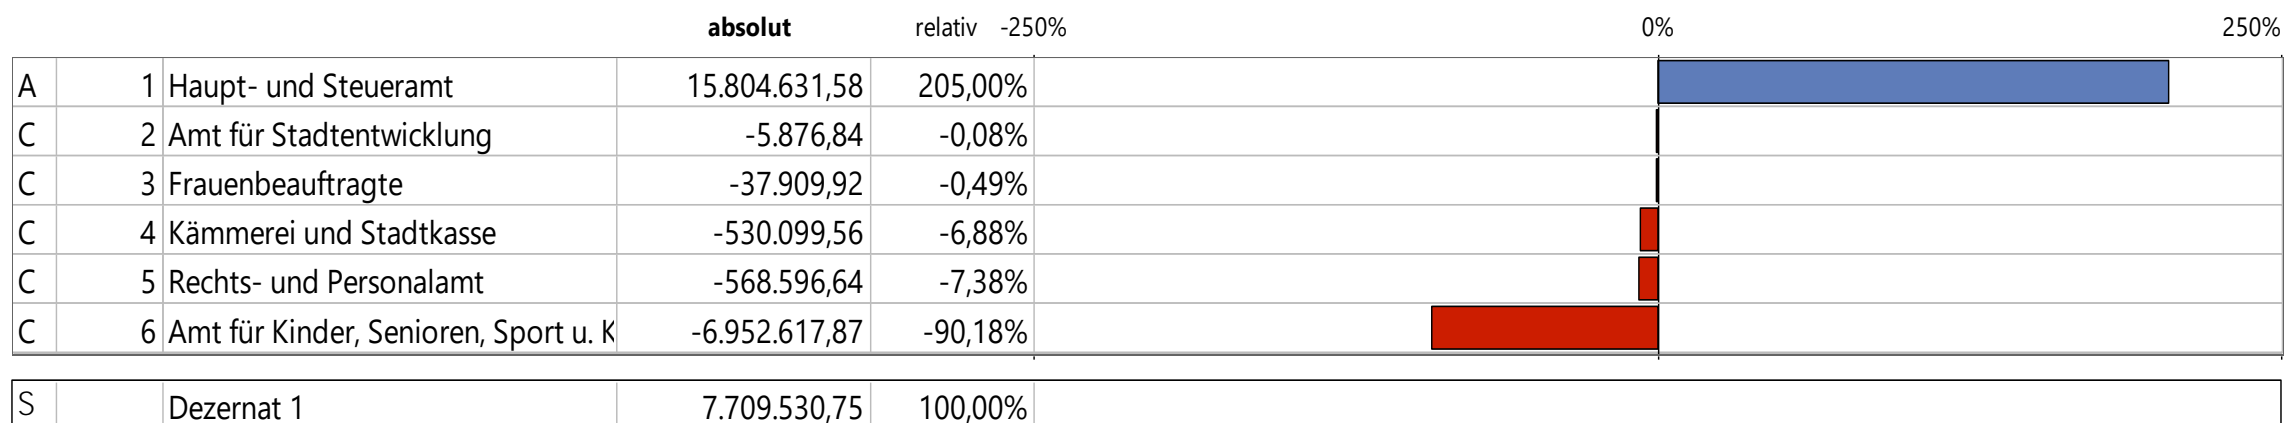 absolut relativ -250% 0% 250%
A 1 Haupt- und Steueramt 15.804.631,58 205,00%
C 2 Amt für Stadtentwicklung -5.876,84 -0,08%
C 3 Frauenbeauftragte -37.909,92 -0,49%
C 4 Kämmerei und Stadtkasse -530.099,56 -6,88%
C 5 Rechts- und Personalamt -568.596,64 -7,38%
C 6 Amt für Kinder, Senioren, Sport u. K -6.952.617,87 -90,18%
S Dezernat 1 7.709.530,75 100,00%